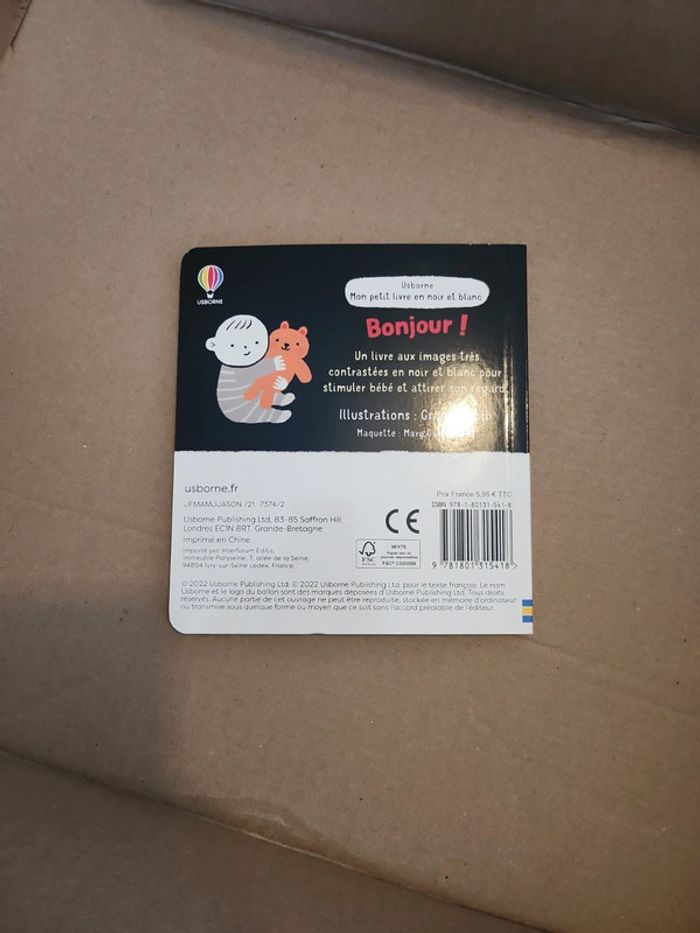 USBORNE
Usborne
Mon petit livre en noir et blanc
Bonjour !
Un livre aux images très
contrastées en noir et blanc pour
stimuler bébé et attirer son regard
Illustrations :
Maquette :
usborne.fr
JFMAMJJASON /21 7374/2
Usborne Publishing Ltd, 83-85 Saffron Hill,
Londres EC1N 8RT, Grande-Bretagne
Imprimé en Chine.
Importé par Interforum Editis,
Immeuble Paryseine, 3, allée de la Seine,
94854 Ivry-sur-Seine cedex, France.
CE
FSC
MIXTE
Papier issu de
sources responsables
FSC® C020056
Prix France 5,95 € TTC
ISBN 978-1-80131-541-8
9 781801 315418
© 2022 Usborne Publishing Ltd. © 2022 Usborne Publishing Ltd. pour le texte français. Le nom
Usborne et le logo du ballon sont des marques déposées d'Usborne Publishing Ltd. Tous droits
réservés. Aucune partie de cet ouvrage ne peut être reproduite, stockée en mémoire d'ordinateur
ou transmise sous quelque forme ou moyen que ce soit sans l'accord préalable de l'éditeur.